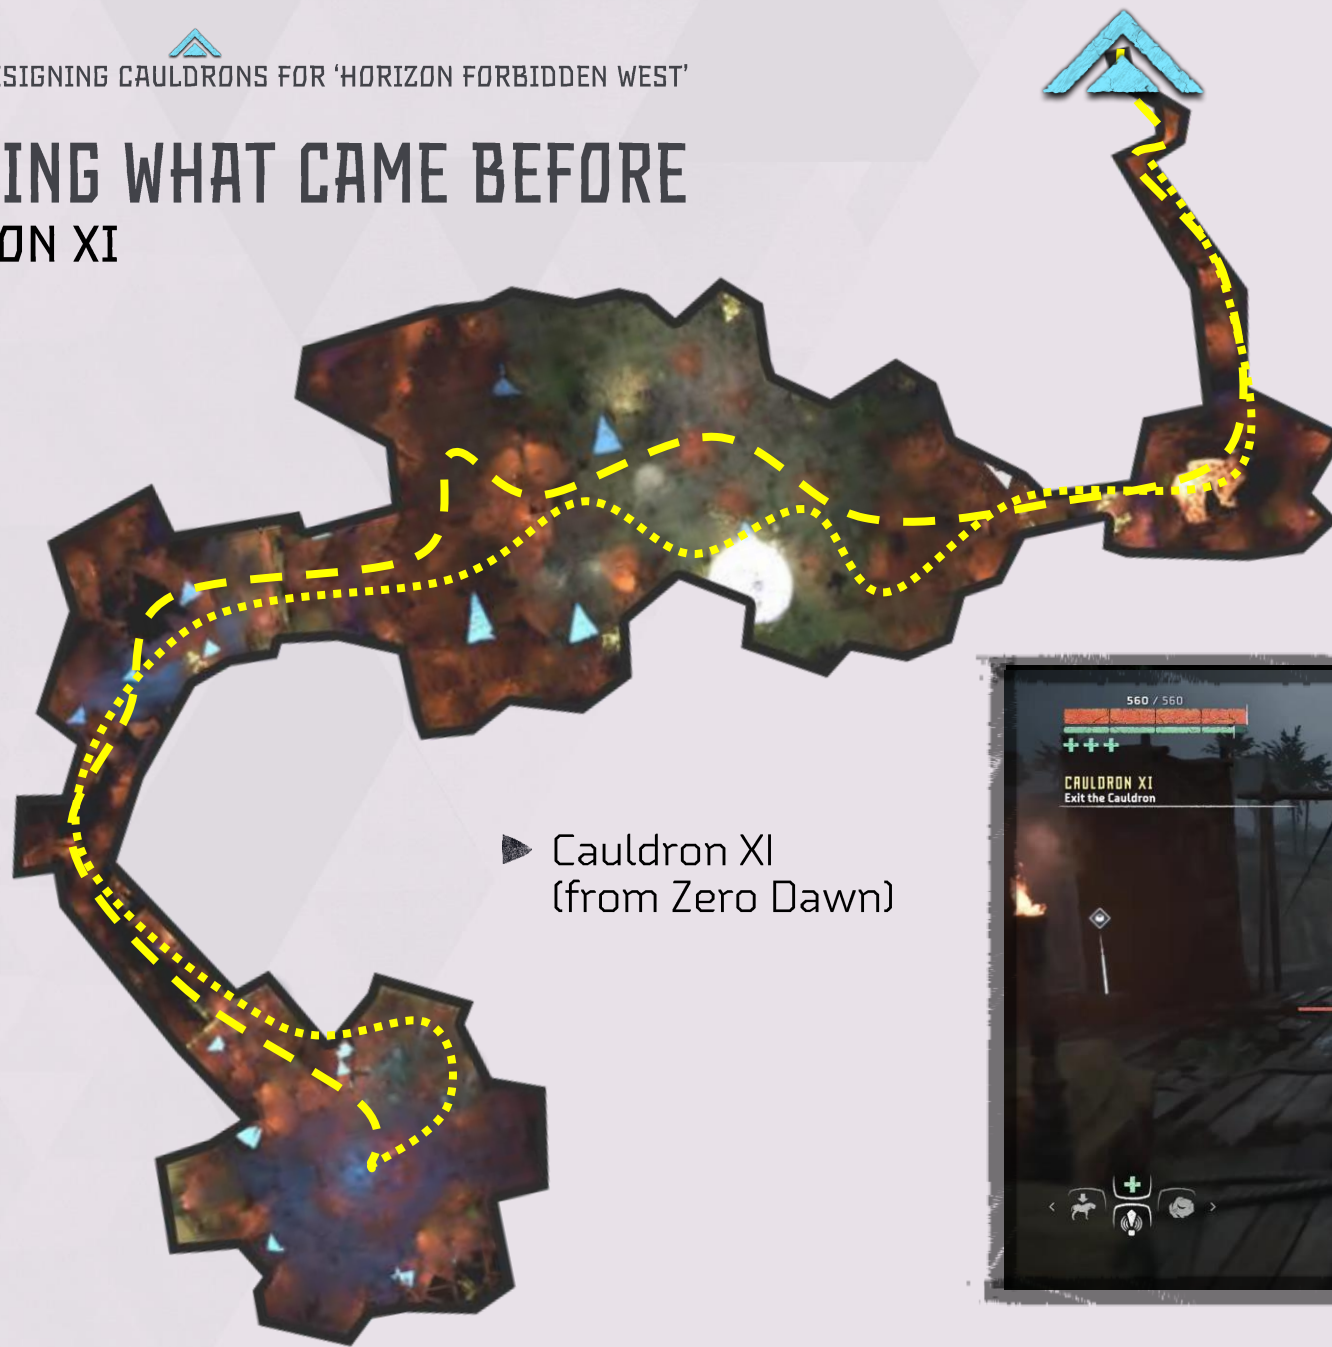 ESIGNING CAULDRONS FOR ‘HORIZON FORBIDDEN WEST’
ING WHAT CAME BEFORE
ON XI
Cauldron XI
(from Zero Dawn)
560 / 560
CAULDRON XI
Exit the Cauldron